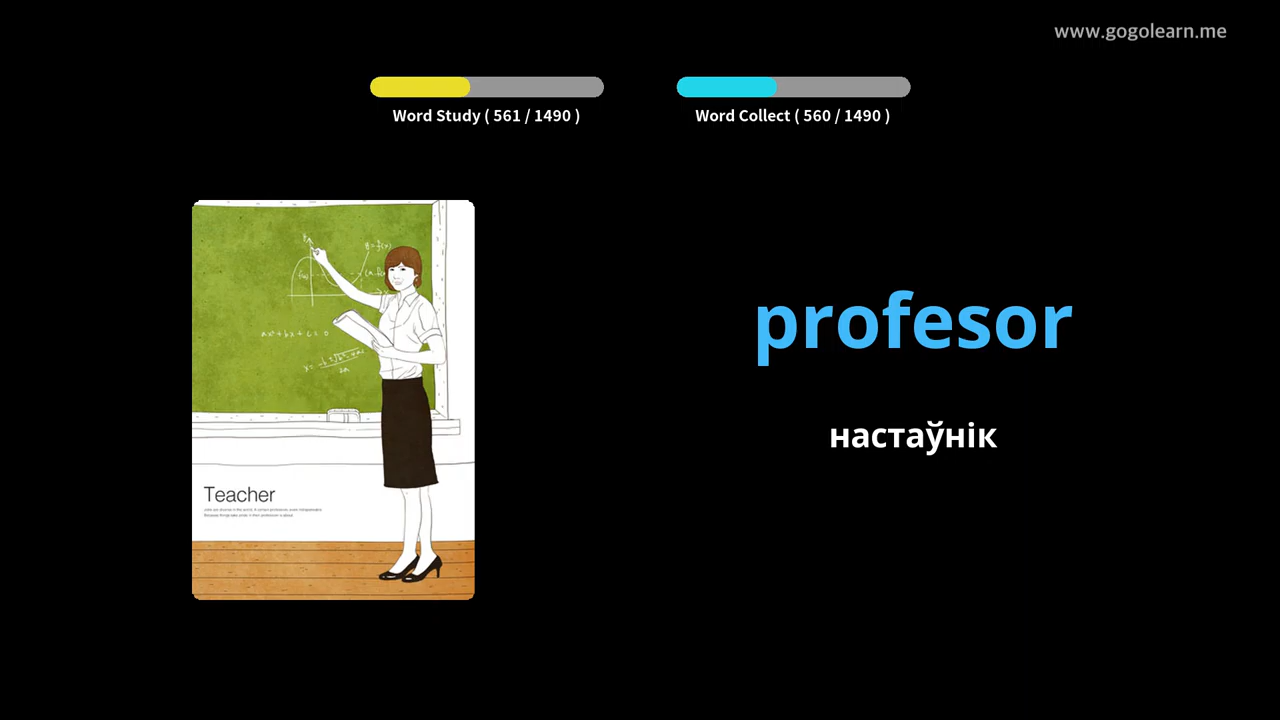 www.gogolearn.me
Word Study ( 561 / 1490 )
Word Collect ( 560 / 1490 )
profesor
настаўнік
Teacher